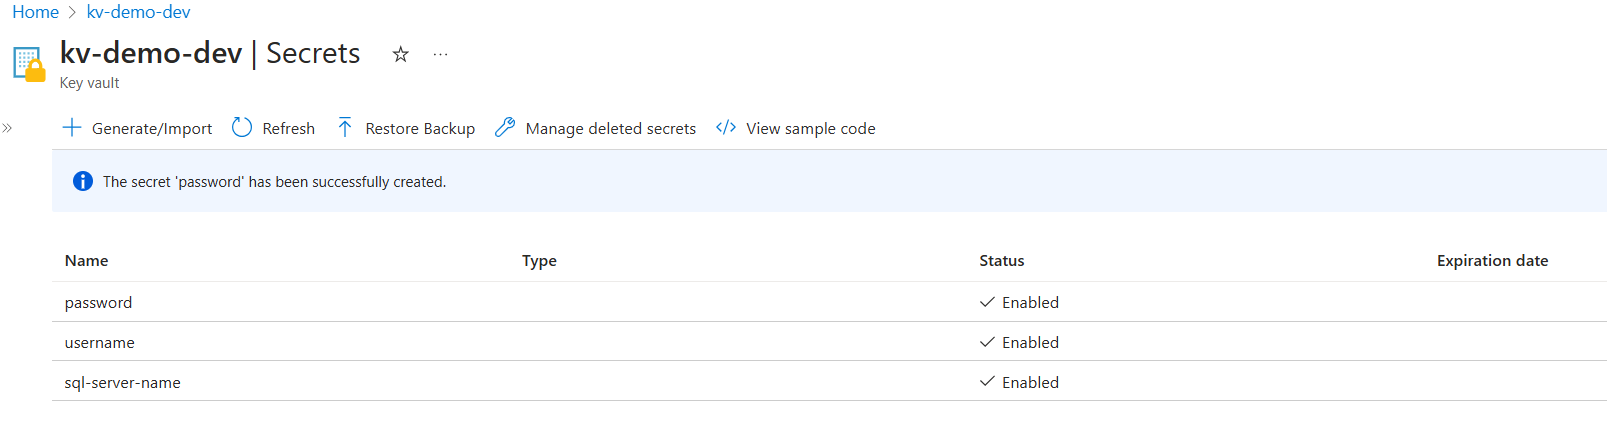 Home > kv-demo-dev
kv-demo-dev | Secrets ☆ ...
Key vault
» + Generate/Import Refresh Restore Backup Manage deleted secrets </> View sample code
The secret 'password' has been successfully created.
Name Type Status Expiration date
password ✓ Enabled
username ✓ Enabled
sql-server-name ✓ Enabled